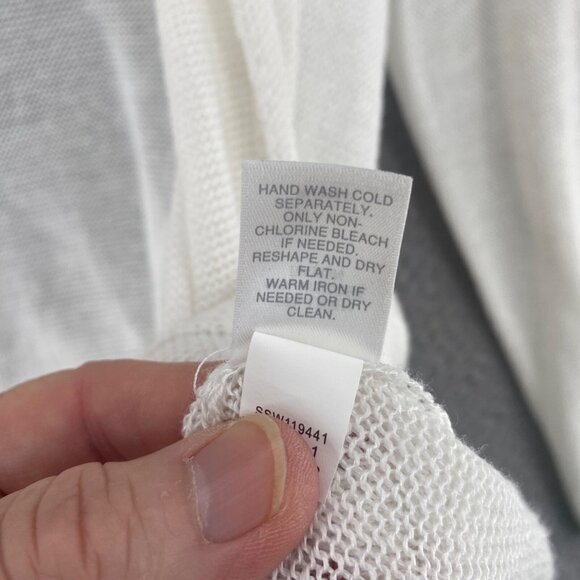 HAND WASH COLD
SEPARATELY.
ONLY NON-
CHLORINE BLEACH
IF NEEDED.
RESHAPE AND DRY
FLAT.
WARM IRON IF
NEEDED OR DRY
CLEAN.
SSW119441
1